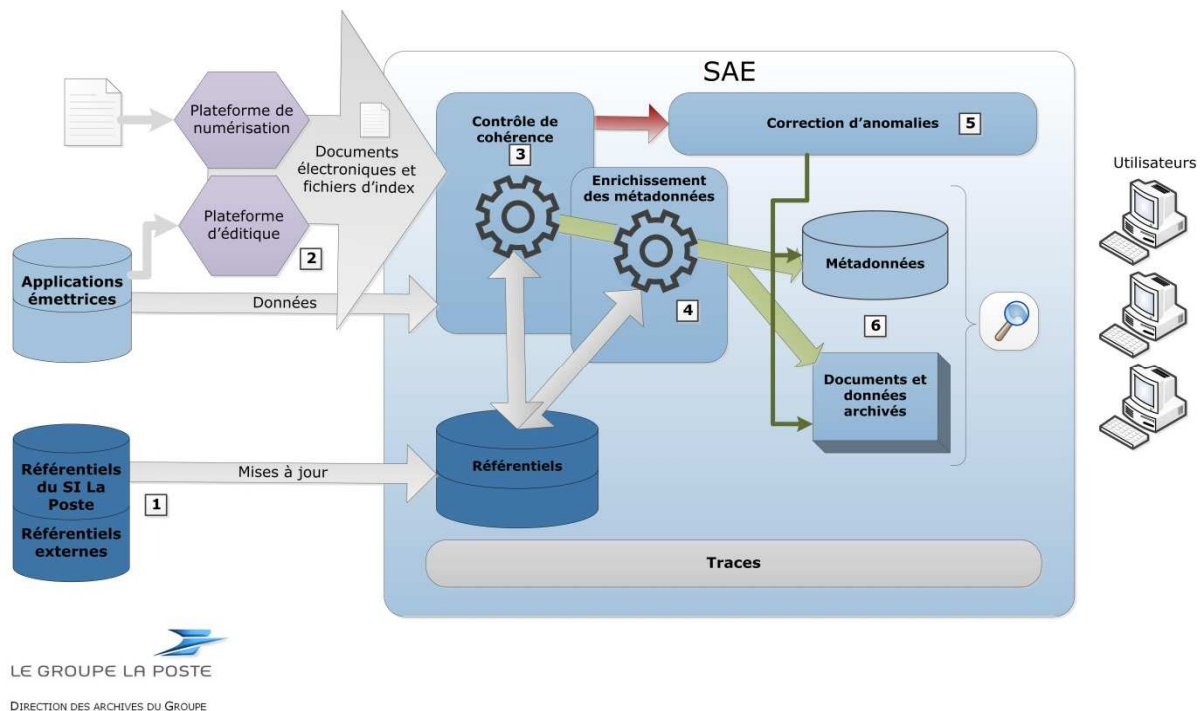 SAE
Plateforme de
numérisation
Documents
électroniques et
fichiers d'index
Contrôle de
cohérence
3
Correction d'anomalies
5
Utilisateurs
Enrichissement
des métadonnées
Plateforme
d'éditique
2
Applications
émettrices
Données
4
Métadonnées
6
Documents et
données
archivés
Référentiels
du SI La
Poste
Référentiels
externes
1
Mises à jour
Référentiels
Traces
LE GROUPE LA POSTE
DIRECTION DES ARCHIVES DU GROUPE